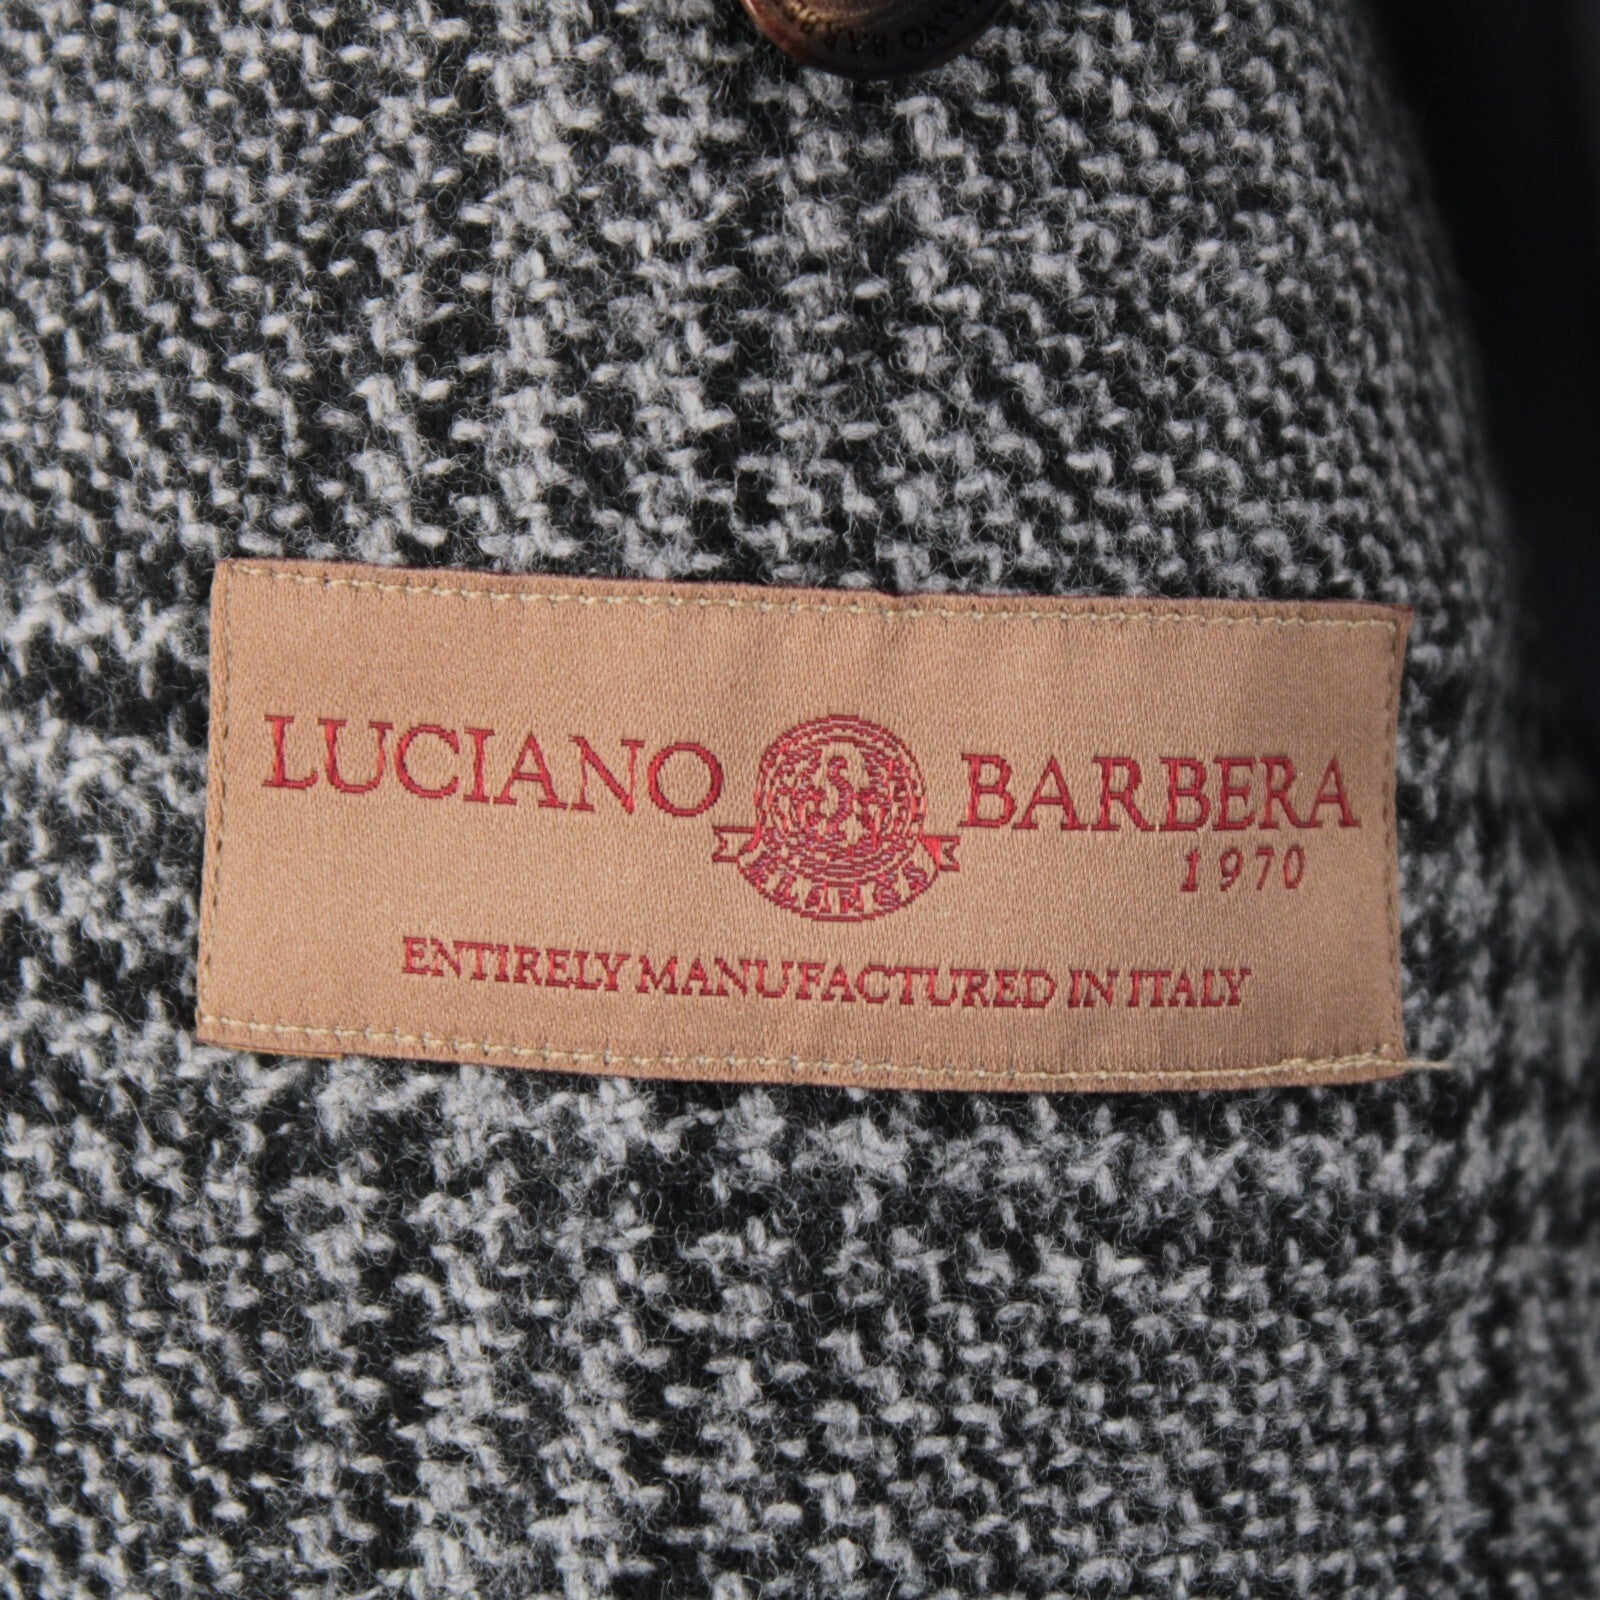 LUCIANO BARBERA
1970
ENTIRELY MANUFACTURED IN ITALY